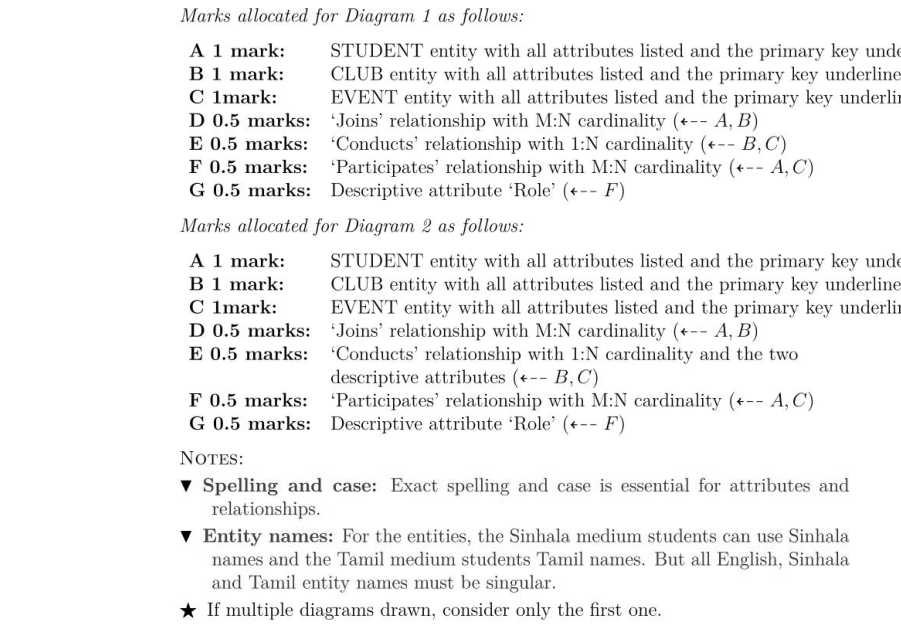 Marks allocated for Diagram 1 as follows:
A 1 mark: STUDENT entity with all attributes listed and the primary key unde
B 1 mark: CLUB entity with all attributes listed and the primary key underline
C 1mark: EVENT entity with all attributes listed and the primary key underli
D 0.5 marks: ‘Joins’ relationship with M:N cardinality (⇠ A, B)
E 0.5 marks: ‘Conducts’ relationship with 1:N cardinality (⇠ B, C)
F 0.5 marks: ‘Participates’ relationship with M:N cardinality (⇠ A, C)
G 0.5 marks: Descriptive attribute ‘Role’ (⇠ F)
Marks allocated for Diagram 2 as follows:
A 1 mark: STUDENT entity with all attributes listed and the primary key unde
B 1 mark: CLUB entity with all attributes listed and the primary key underline
C 1mark: EVENT entity with all attributes listed and the primary key underli
D 0.5 marks: ‘Joins’ relationship with M:N cardinality (⇠ A, B)
E 0.5 marks: ‘Conducts’ relationship with 1:N cardinality and the two
descriptive attributes (⇠ B, C)
F 0.5 marks: ‘Participates’ relationship with M:N cardinality (⇠ A, C)
G 0.5 marks: Descriptive attribute ‘Role’ (⇠ F)
NOTES:
▼ Spelling and case: Exact spelling and case is essential for attributes and
relationships.
▼ Entity names: For the entities, the Sinhala medium students can use Sinhala
names and the Tamil medium students Tamil names. But all English, Sinhala
and Tamil entity names must be singular.
★ If multiple diagrams drawn, consider only the first one.